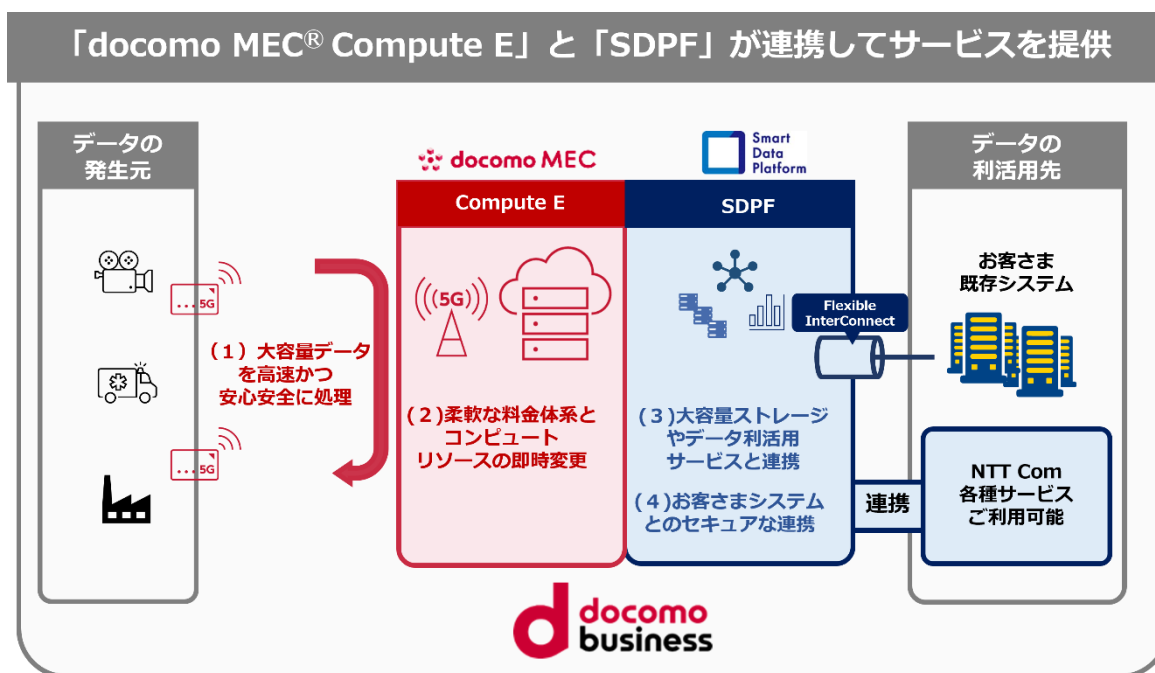 「docomo MEC® Compute E」と「SDPF」が連携してサービスを提供
データの
発生元
...5G
...5G
(1) 大容量データ
を高速かつ
安心安全に処理
docomo MEC
Compute E
((5G))
(2)柔軟な料金体系と
コンピュート
リソースの即時変更
Smart
Data
Platform
SDPF
Flexible
InterConnect
(3)大容量ストレージ
やデータ利活用
サービスと連携
(4)お客さまシステム
とのセキュアな連携
連携
データの
利活用先
お客さま
既存システム
NTT Com
各種サービス
ご利用可能
docomo
business